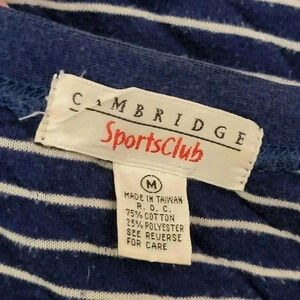 CAMBRIDGE
SportsClub
M
MADE IN TAIWAN
R. O. C.
75% COTTON
25% POLYESTER
SEE REVERSE
FOR CARE